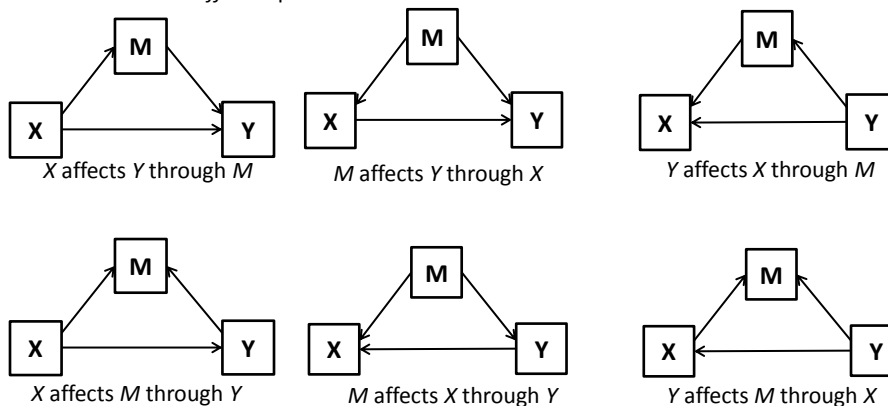 M
M
M
X
Y
X
Y
X
Y
X affects Y through M
M affects Y through X
Y affects X through M
M
M
M
X
Y
X
Y
X
Y
X affects M through Y
M affects X through Y
Y affects M through X